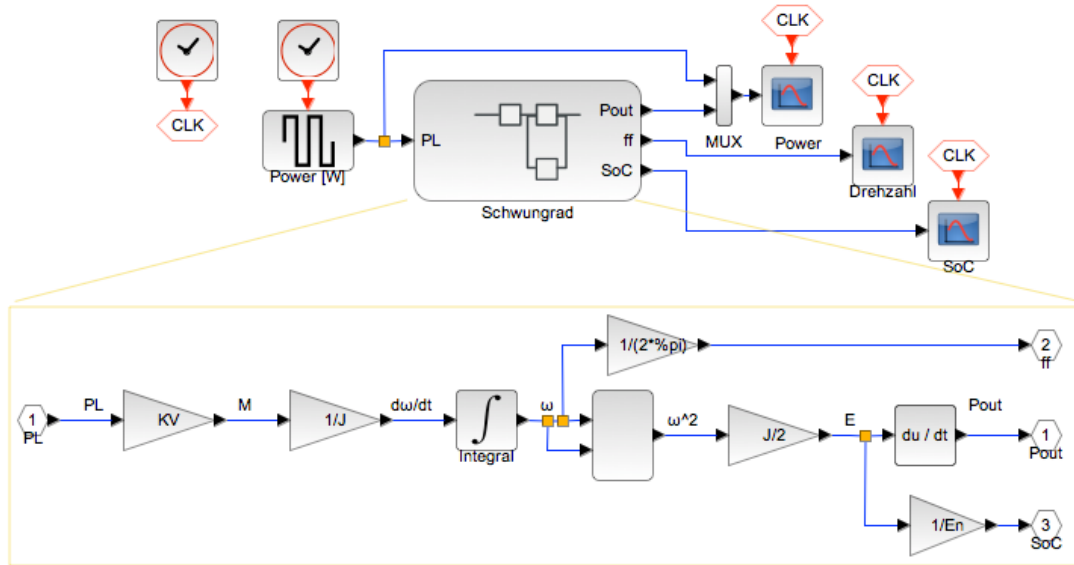 CLK
CLK
CLK
CLK
Power [W]
PL
Pout
ff
SoC
Schwungrad
MUX
Power
Drehzahl
SoC
1
PL
PL
KV
M
1/J
dω/dt
∫
Integral
ω
1/(2*%pi)
2
ff
ω^2
J/2
E
du / dt
Pout
1
Pout
1/En
3
SoC